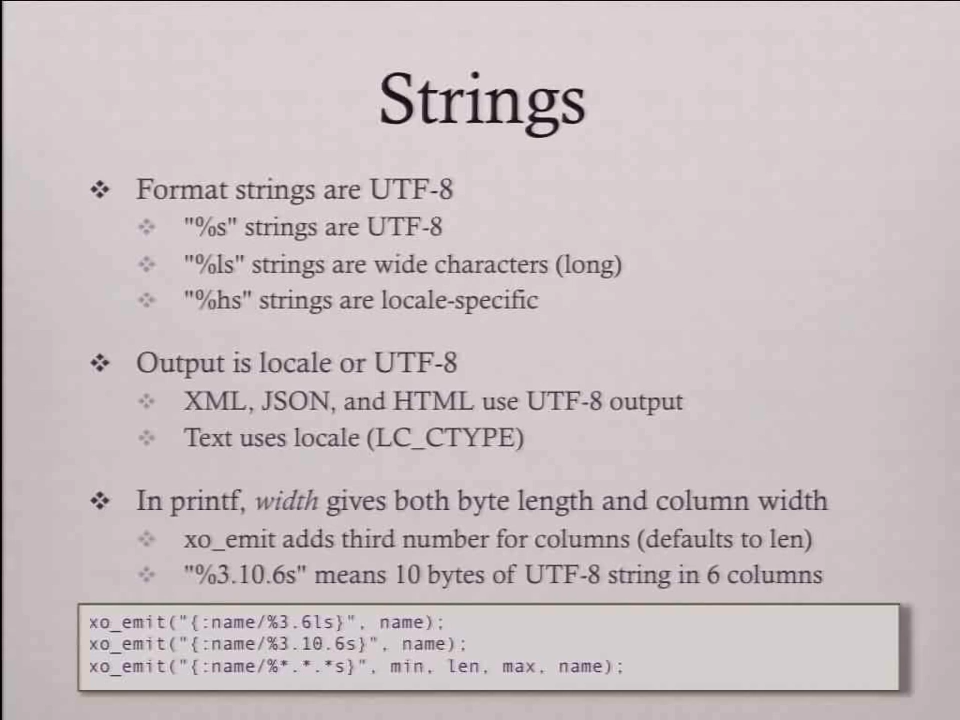 Strings
❖ Format strings are UTF-8
❖ "%s" strings are UTF-8
❖ "%ls" strings are wide characters (long)
❖ "%hs" strings are locale-specific
❖ Output is locale or UTF-8
❖ XML, JSON, and HTML use UTF-8 output
❖ Text uses locale (LC_CTYPE)
❖ In printf, width gives both byte length and column width
❖ xo_emit adds third number for columns (defaults to len)
❖ "%3.10.6s" means 10 bytes of UTF-8 string in 6 columns
xo_emit("{:name/%3.6ls}", name);
xo_emit("{:name/%3.10.6s}", name);
xo_emit("{:name/%*.*.*s}", min, len, max, name);